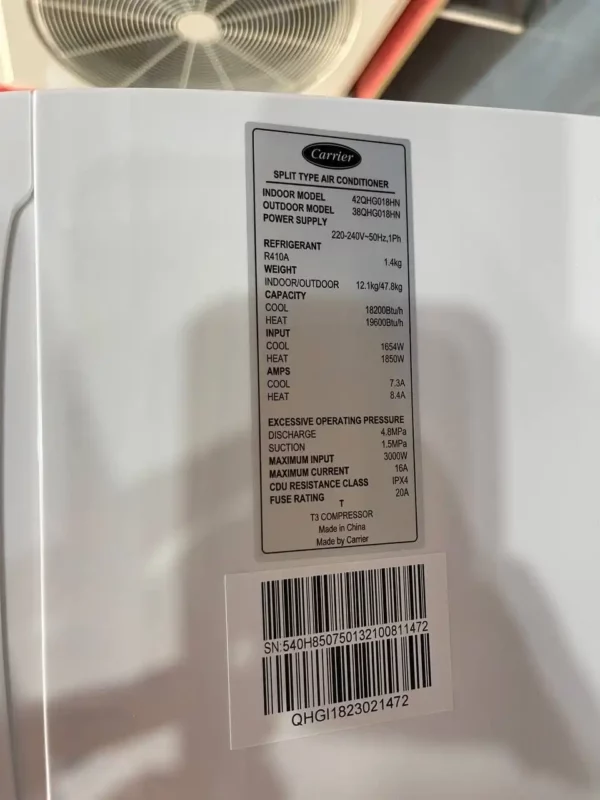 Carrier
SPLIT TYPE AIR CONDITIONER
INDOOR MODEL 42QHG018HN
OUTDOOR MODEL 38QHG018HN
POWER SUPPLY
220-240V~50Hz,1Ph
REFRIGERANT
R410A 1.4kg
WEIGHT
INDOOR/OUTDOOR 12.1kg/47.8kg
CAPACITY
COOL 18200Btu/h
HEAT 19600Btu/h
INPUT
COOL 1654W
HEAT 1850W
AMPS
COOL 7.3A
HEAT 8.4A
EXCESSIVE OPERATING PRESSURE
DISCHARGE 4.8MPa
SUCTION 1.5MPa
MAXIMUM INPUT 3000W
MAXIMUM CURRENT 16A
CDU RESISTANCE CLASS IPX4
FUSE RATING 20A
T
T3 COMPRESSOR
Made in China
Made by Carrier
SN:540H850750132100811472
QHGI1823021472